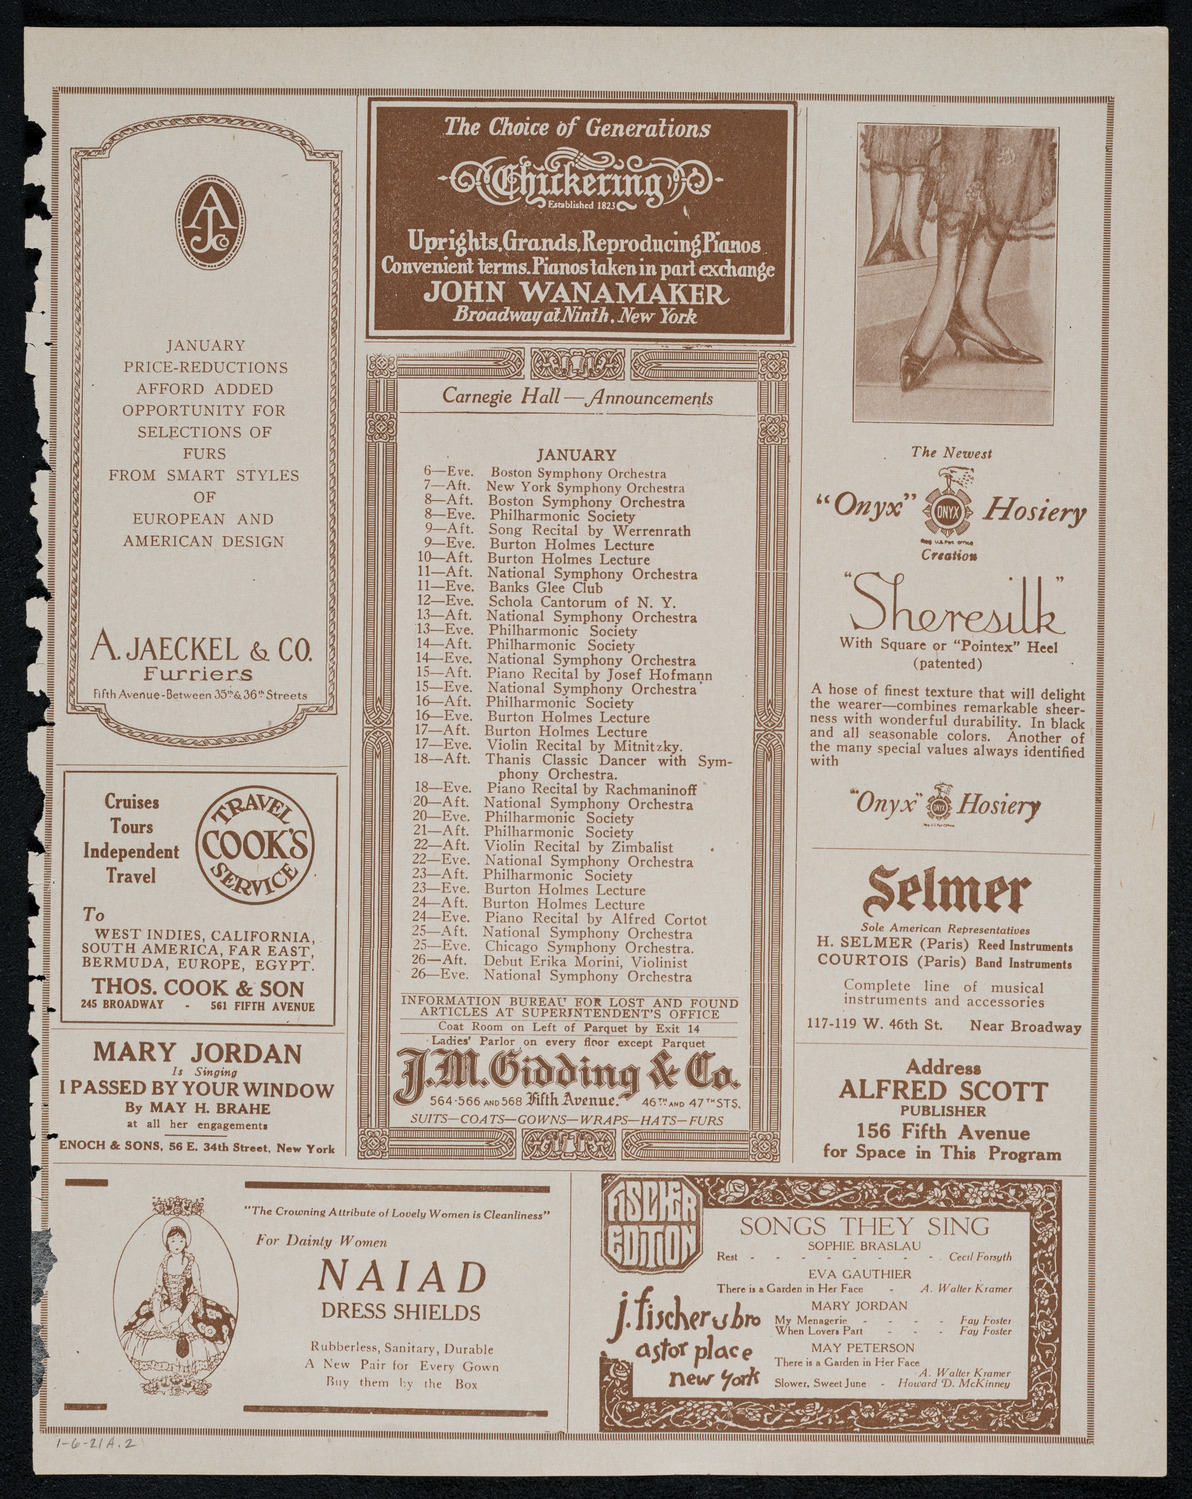 AJCo
JANUARY
PRICE-REDUCTIONS
AFFORD ADDED
OPPORTUNITY FOR
SELECTIONS OF
FURS
FROM SMART STYLES
OF
EUROPEAN AND
AMERICAN DESIGN
A. JAECKEL & CO.
Furriers
Fifth Avenue-Between 35th & 36th Streets
Cruises
Tours
Independent
Travel
TRAVEL
COOK'S
SERVICE
To
WEST INDIES, CALIFORNIA,
SOUTH AMERICA, FAR EAST,
BERMUDA, EUROPE, EGYPT.
THOS. COOK & SON
245 BROADWAY - 561 FIFTH AVENUE
MARY JORDAN
Is Singing
I PASSED BY YOUR WINDOW
By MAY H. BRAHE
at all her engagements
ENOCH & SONS, 56 E. 34th Street, New York
The Choice of Generations
Chickering
Established 1823
Uprights, Grands, Reproducing Pianos
Convenient terms. Pianos taken in part exchange
JOHN WANAMAKER
Broadway at Ninth, New York
Carnegie Hall—Announcements
JANUARY
6—Eve. Boston Symphony Orchestra
7—Aft. New York Symphony Orchestra
8—Aft. Boston Symphony Orchestra
8—Eve. Philharmonic Society
9—Aft. Song Recital by Werrenrath
9—Eve. Burton Holmes Lecture
10—Aft. Burton Holmes Lecture
11—Aft. National Symphony Orchestra
11—Eve. Banks Glee Club
12—Eve. Schola Cantorum of N. Y.
13—Aft. National Symphony Orchestra
13—Eve. Philharmonic Society
14—Aft. Philharmonic Society
14—Eve. National Symphony Orchestra
15—Aft. Piano Recital by Josef Hofmann
15—Eve. National Symphony Orchestra
16—Aft. Philharmonic Society
16—Eve. Burton Holmes Lecture
17—Aft. Burton Holmes Lecture
17—Eve. Violin Recital by Mitnitzky.
18—Aft. Thanis Classic Dancer with Sym-
phony Orchestra.
18—Eve. Piano Recital by Rachmaninoff
20—Aft. National Symphony Orchestra
20—Eve. Philharmonic Society
21—Aft. Philharmonic Society
22—Aft. Violin Recital by Zimbalist
22—Eve. National Symphony Orchestra
23—Aft. Philharmonic Society
23—Eve. Burton Holmes Lecture
24—Aft. Burton Holmes Lecture
24—Eve. Piano Recital by Alfred Cortot
25—Aft. National Symphony Orchestra
25—Eve. Chicago Symphony Orchestra.
26—Aft. Debut Erika Morini, Violinist
26—Eve. National Symphony Orchestra
INFORMATION BUREAU FOR LOST AND FOUND
ARTICLES AT SUPERINTENDENT'S OFFICE
Coat Room on Left of Parquet by Exit 14
Ladies' Parlor on every floor except Parquet
J.M. Gidding & Co.
564-566 AND 568 Fifth Avenue. 46TH AND 47TH STS.
SUITS—COATS—GOWNS—WRAPS—HATS—FURS
The Newest
"Onyx" ONYX Hosiery
Reg U.S. Pat. Office
Creation
"Sheresilk"
With Square or "Pointex" Heel
(patented)
A hose of finest texture that will delight
the wearer—combines remarkable sheer-
ness with wonderful durability. In black
and all seasonable colors. Another of
the many special values always identified
with
"Onyx" ONYX Hosiery
Selmer
Sole American Representatives
H. SELMER (Paris) Reed Instruments
COURTOIS (Paris) Band Instruments
Complete line of musical
instruments and accessories
117-119 W. 46th St. Near Broadway
Address
ALFRED SCOTT
PUBLISHER
156 Fifth Avenue
for Space in This Program
"The Crowning Attribute of Lovely Women is Cleanliness"
For Dainty Women
NAIAD
DRESS SHIELDS
Rubberless, Sanitary, Durable
A New Pair for Every Gown
Buy them by the Box
FISCHER
EDITION
j. fischer & bro
astor place
new york
SONGS THEY SING
SOPHIE BRASLAU
Rest - - - - - - - - Cecil Forsyth
EVA GAUTHIER
There is a Garden in Her Face - A. Walter Kramer
MARY JORDAN
My Menagerie - - - - Fay Foster
When Lovers Part - - - - Fay Foster
MAY PETERSON
There is a Garden in Her Face
A. Walter Kramer
Slower, Sweet June - Howard D. McKinney
1-6-21A.2